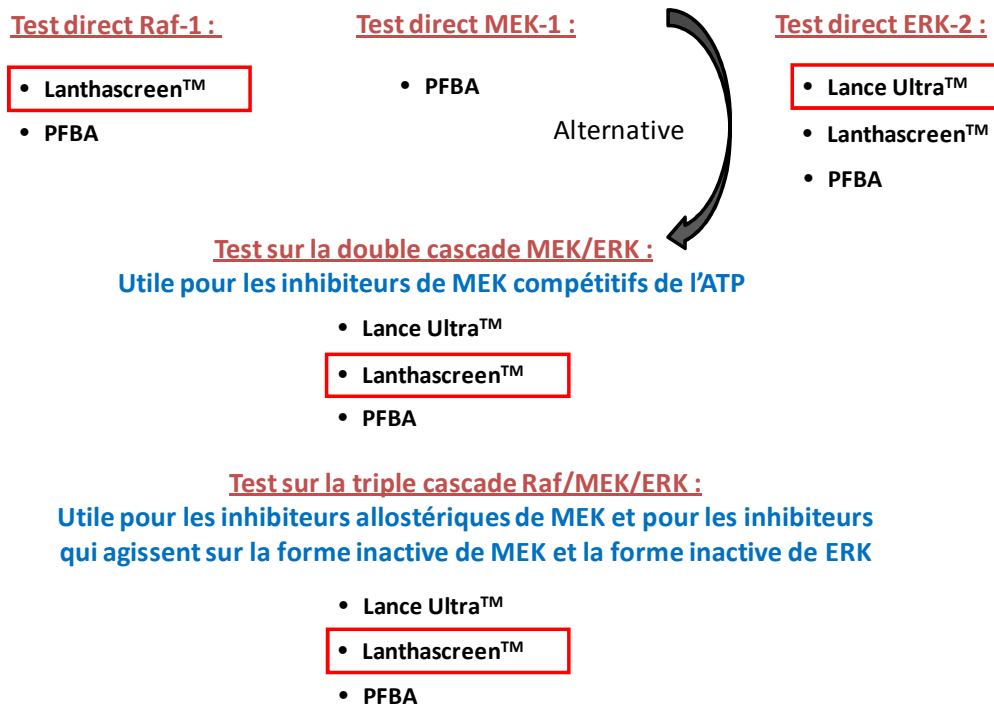 Test direct Raf-1 :
• Lanthascreen™
• PFBA
Test direct MEK-1 :
• PFBA
Alternative
Test direct ERK-2 :
• Lance Ultra™
• Lanthascreen™
• PFBA
Test sur la double cascade MEK/ERK :
Utile pour les inhibiteurs de MEK compétitifs de l’ATP
• Lance Ultra™
• Lanthascreen™
• PFBA
Test sur la triple cascade Raf/MEK/ERK :
Utile pour les inhibiteurs allostériques de MEK et pour les inhibiteurs
qui agissent sur la forme inactive de MEK et la forme inactive de ERK
• Lance Ultra™
• Lanthascreen™
• PFBA